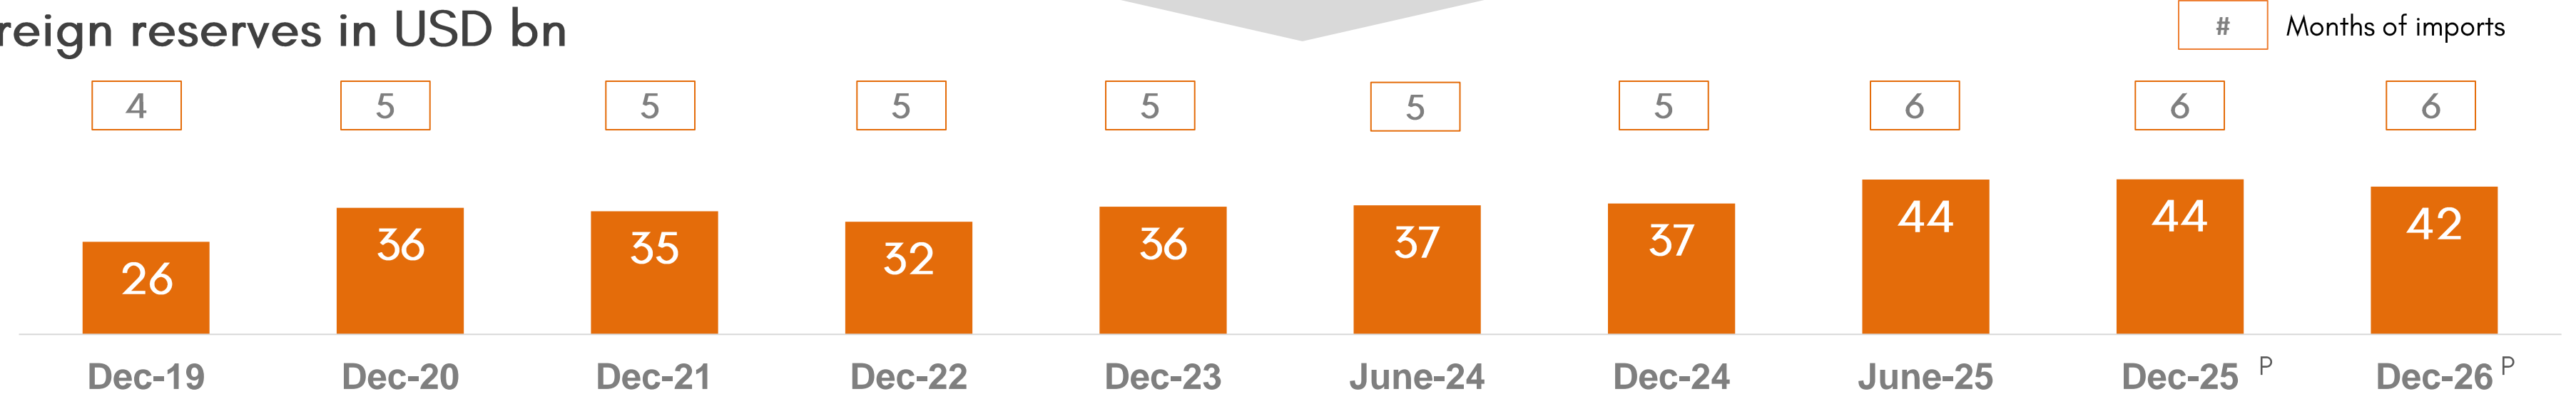 reign reserves in USD bn
# Months of imports
4 5 5 5 5 5 5 6 6 6
26 36 35 32 36 37 37 44 44 42
Dec-19 Dec-20 Dec-21 Dec-22 Dec-23 June-24 Dec-24 June-25 Dec-25 P Dec-26 P